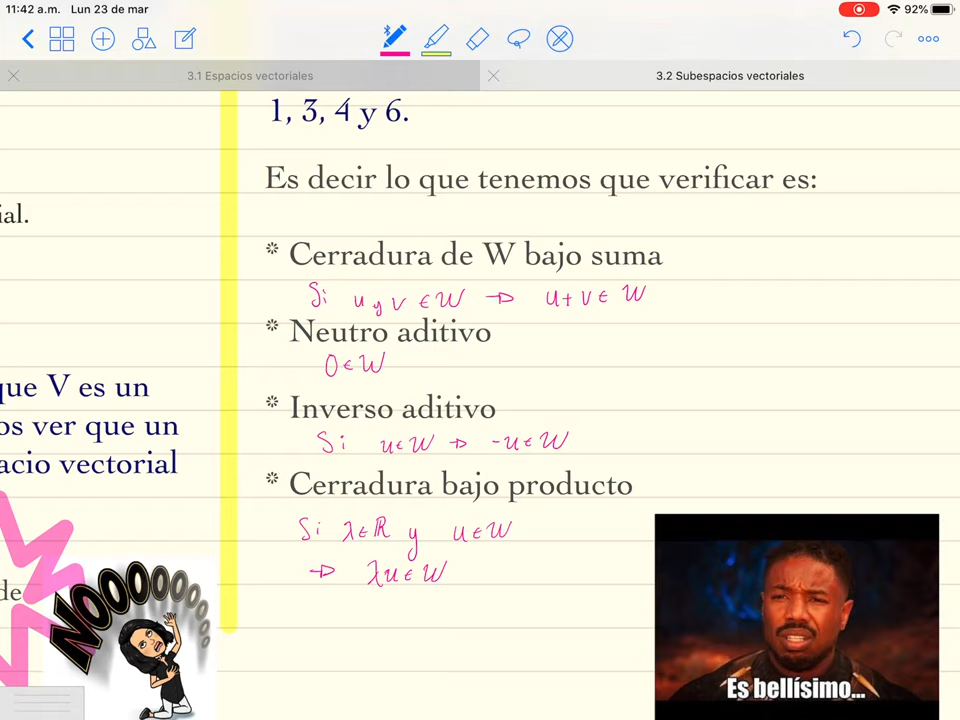 11:42 a.m. Lun 23 de mar
92%
3.1 Espacios vectoriales
3.2 Subespacios vectoriales
ial.
que V es un
os ver que un
pacio vectorial
de
NOOOOOOOOO
1, 3, 4 y 6.
Es decir lo que tenemos que verificar es:
* Cerradura de W bajo suma
Si u y v ∈ W → u + v ∈ W
* Neutro aditivo
0 ∈ W
* Inverso aditivo
Si u ∈ W → -u ∈ W
* Cerradura bajo producto
Si λ ∈ ℝ y u ∈ W
→ λu ∈ W
Es bellísimo...